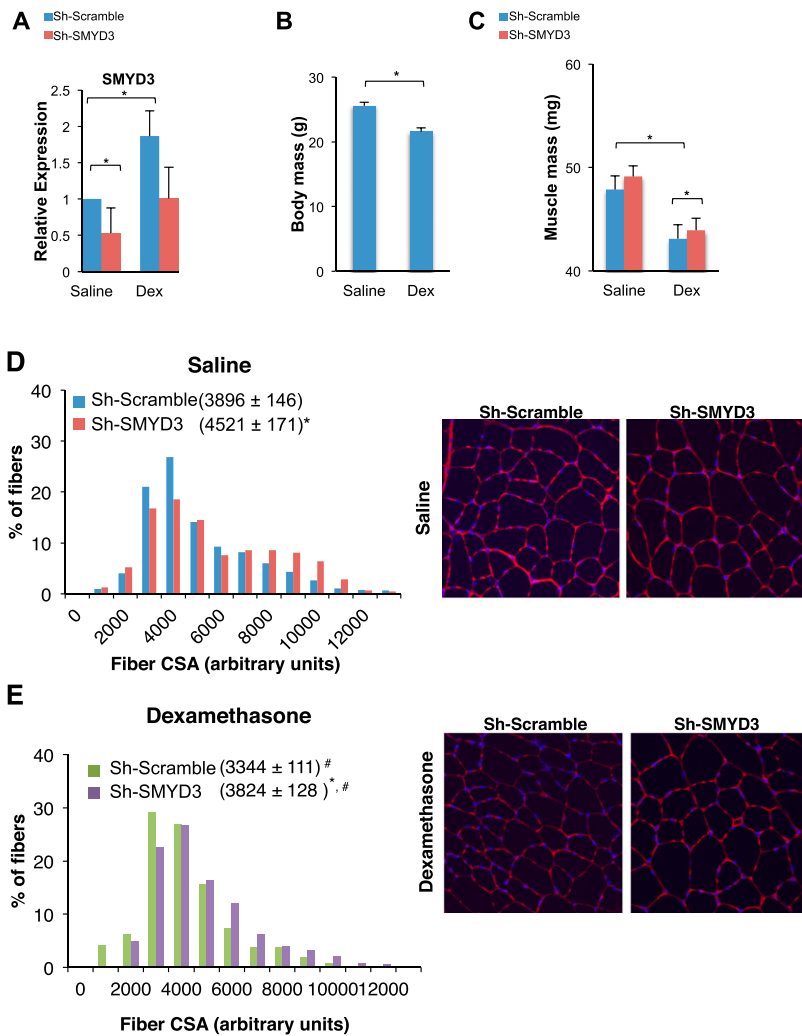 A
Sh-Scramble
Sh-SMYD3
SMYD3
*
*
Relative Expression
2.5
2
1.5
1
0.5
0
Saline
Dex
B
*
Body mass (g)
30
20
10
0
Saline
Dex
C
Sh-Scramble
Sh-SMYD3
*
*
Muscle mass (mg)
60
50
40
Saline
Dex
D
Saline
Sh-Scramble (3896 ± 146)
Sh-SMYD3 (4521 ± 171)*
% of fibers
40
30
20
10
0
0
2000
4000
6000
8000
10000
12000
Fiber CSA (arbitrary units)
Sh-Scramble
Sh-SMYD3
Saline
E
Dexamethasone
Sh-Scramble (3344 ± 111) #
Sh-SMYD3 (3824 ± 128 )*, #
% of fibers
40
30
20
10
0
0 2000 4000 6000 8000 10000 12000
Fiber CSA (arbitrary units)
Sh-Scramble
Sh-SMYD3
Dexamethasone